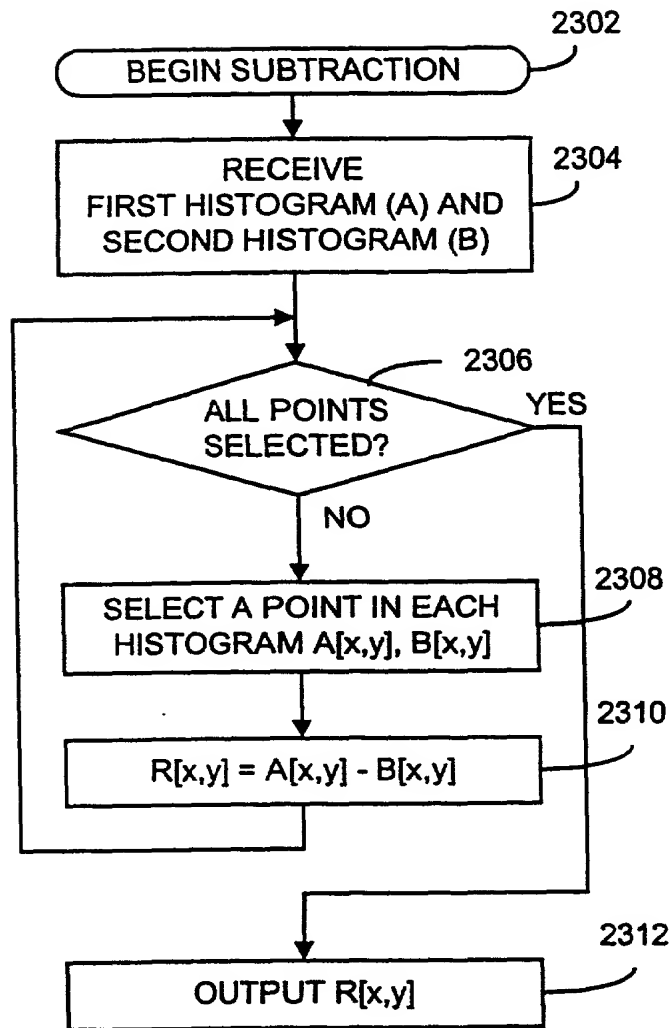 2302
BEGIN SUBTRACTION
2304
RECEIVE
FIRST HISTOGRAM (A) AND
SECOND HISTOGRAM (B)
2306
ALL POINTS
SELECTED?
YES
NO
2308
SELECT A POINT IN EACH
HISTOGRAM A[x,y], B[x,y]
2310
R[x,y] = A[x,y] - B[x,y]
2312
OUTPUT R[x,y]